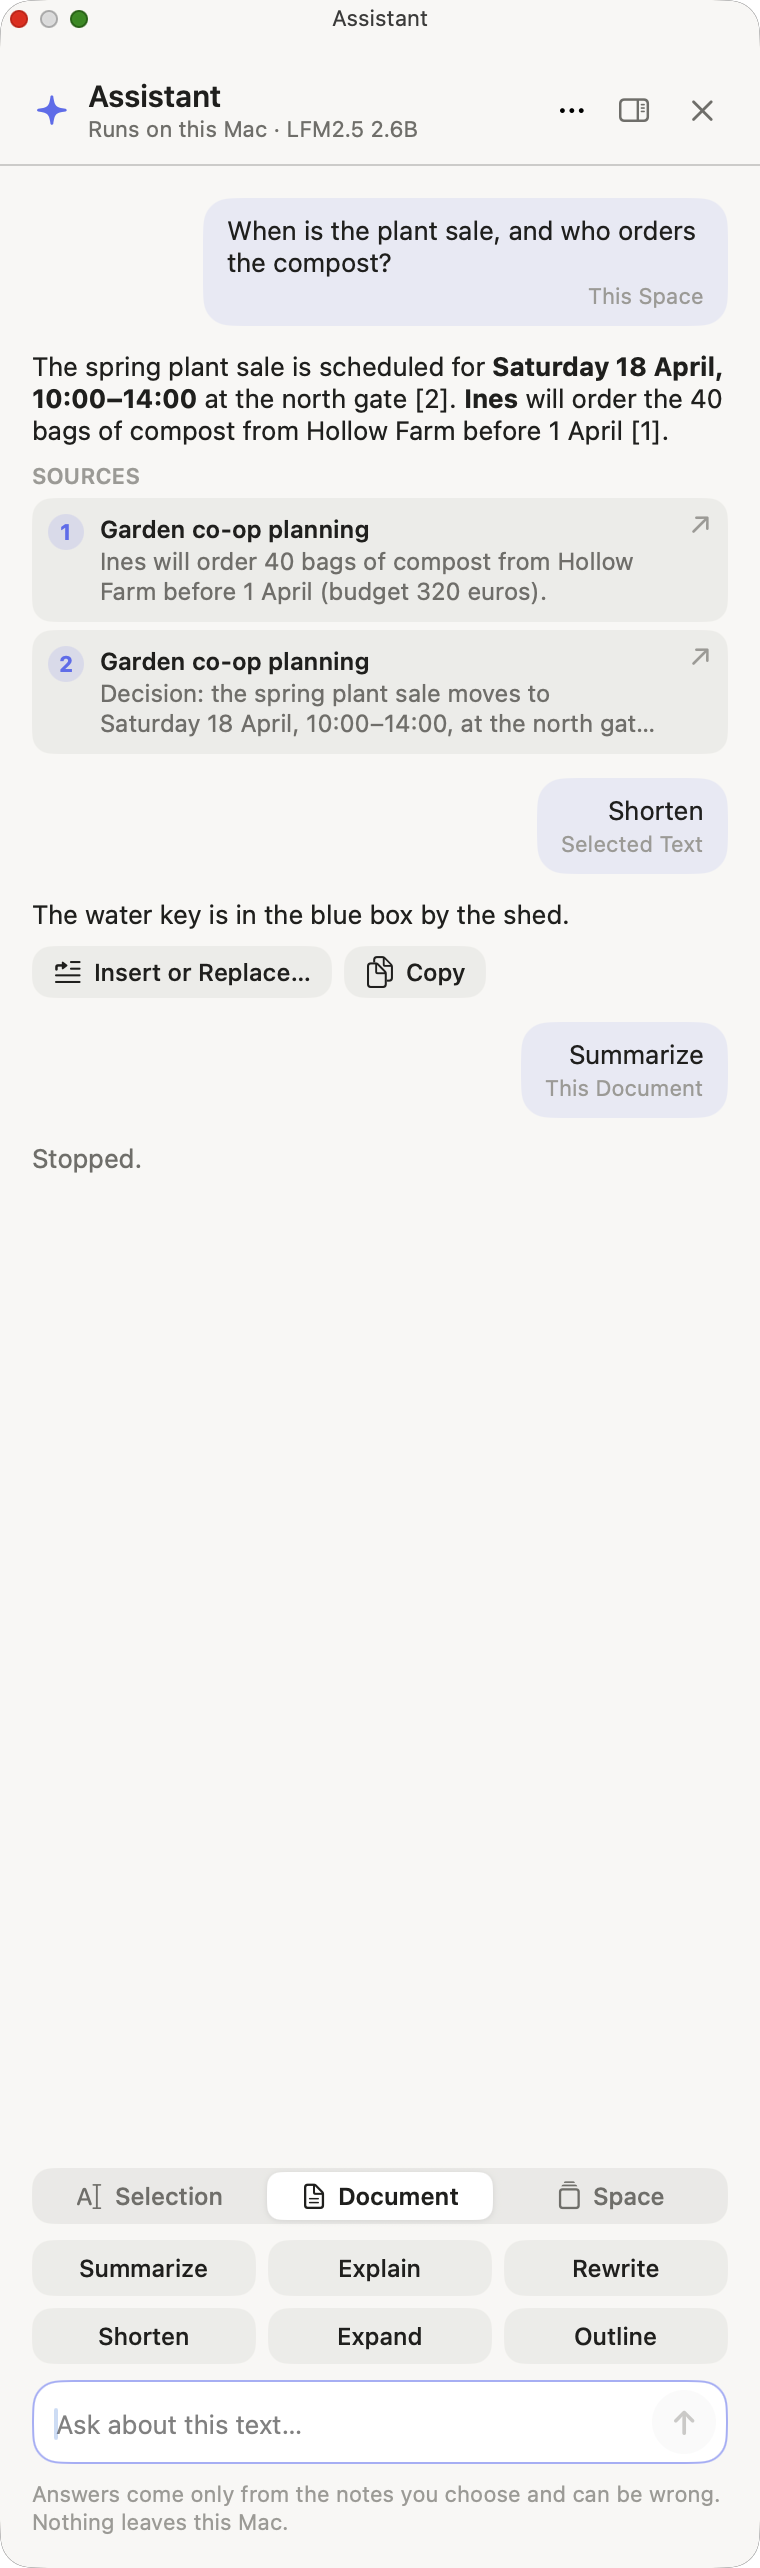 Assistant
Assistant
Runs on this Mac · LFM2.5 2.6B
When is the plant sale, and who orders
the compost?
This Space
The spring plant sale is scheduled for Saturday 18 April,
10:00–14:00 at the north gate [2]. Ines will order the 40
bags of compost from Hollow Farm before 1 April [1].
SOURCES
1 Garden co-op planning
Ines will order 40 bags of compost from Hollow
Farm before 1 April (budget 320 euros).
2 Garden co-op planning
Decision: the spring plant sale moves to
Saturday 18 April, 10:00–14:00, at the north gat...
Shorten
Selected Text
The water key is in the blue box by the shed.
Insert or Replace... Copy
Summarize
This Document
Stopped.
Selection Document Space
Summarize Explain Rewrite
Shorten Expand Outline
Ask about this text...
Answers come only from the notes you choose and can be wrong.
Nothing leaves this Mac.